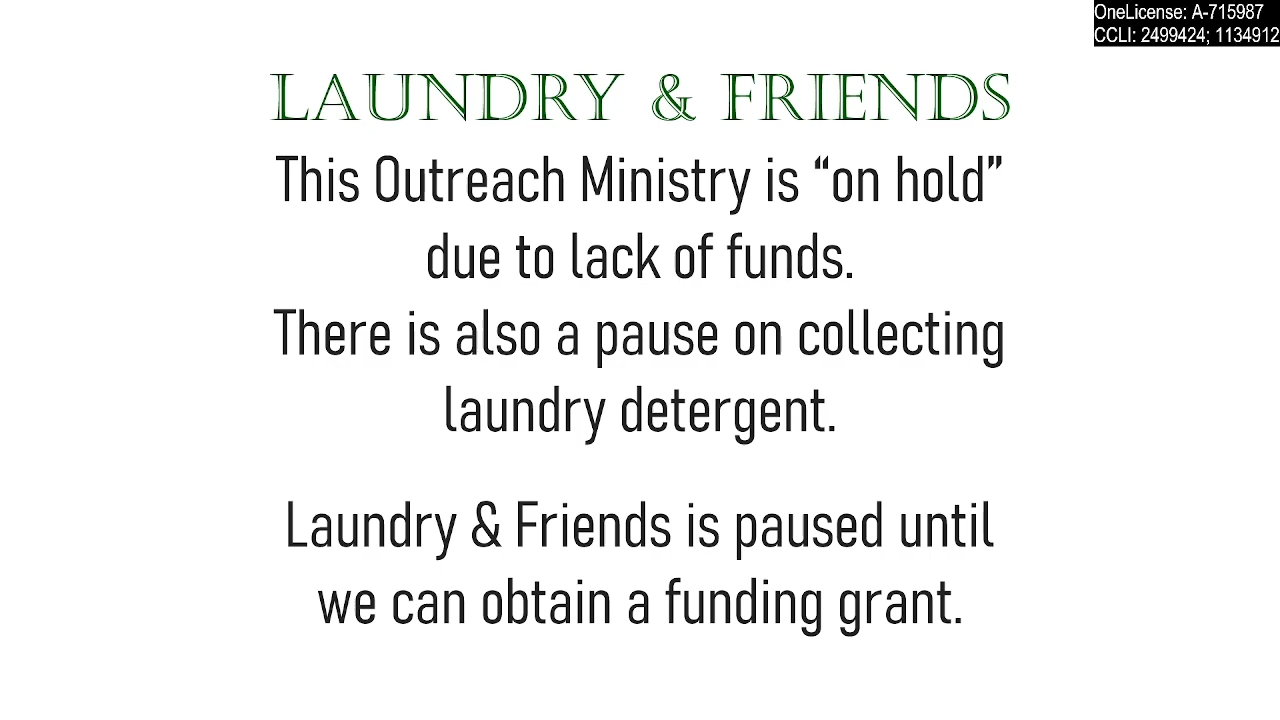 OneLicense: A-715987
CCLI: 2499424; 1134912
LAUNDRY & FRIENDS
This Outreach Ministry is “on hold”
due to lack of funds.
There is also a pause on collecting
laundry detergent.
Laundry & Friends is paused until
we can obtain a funding grant.